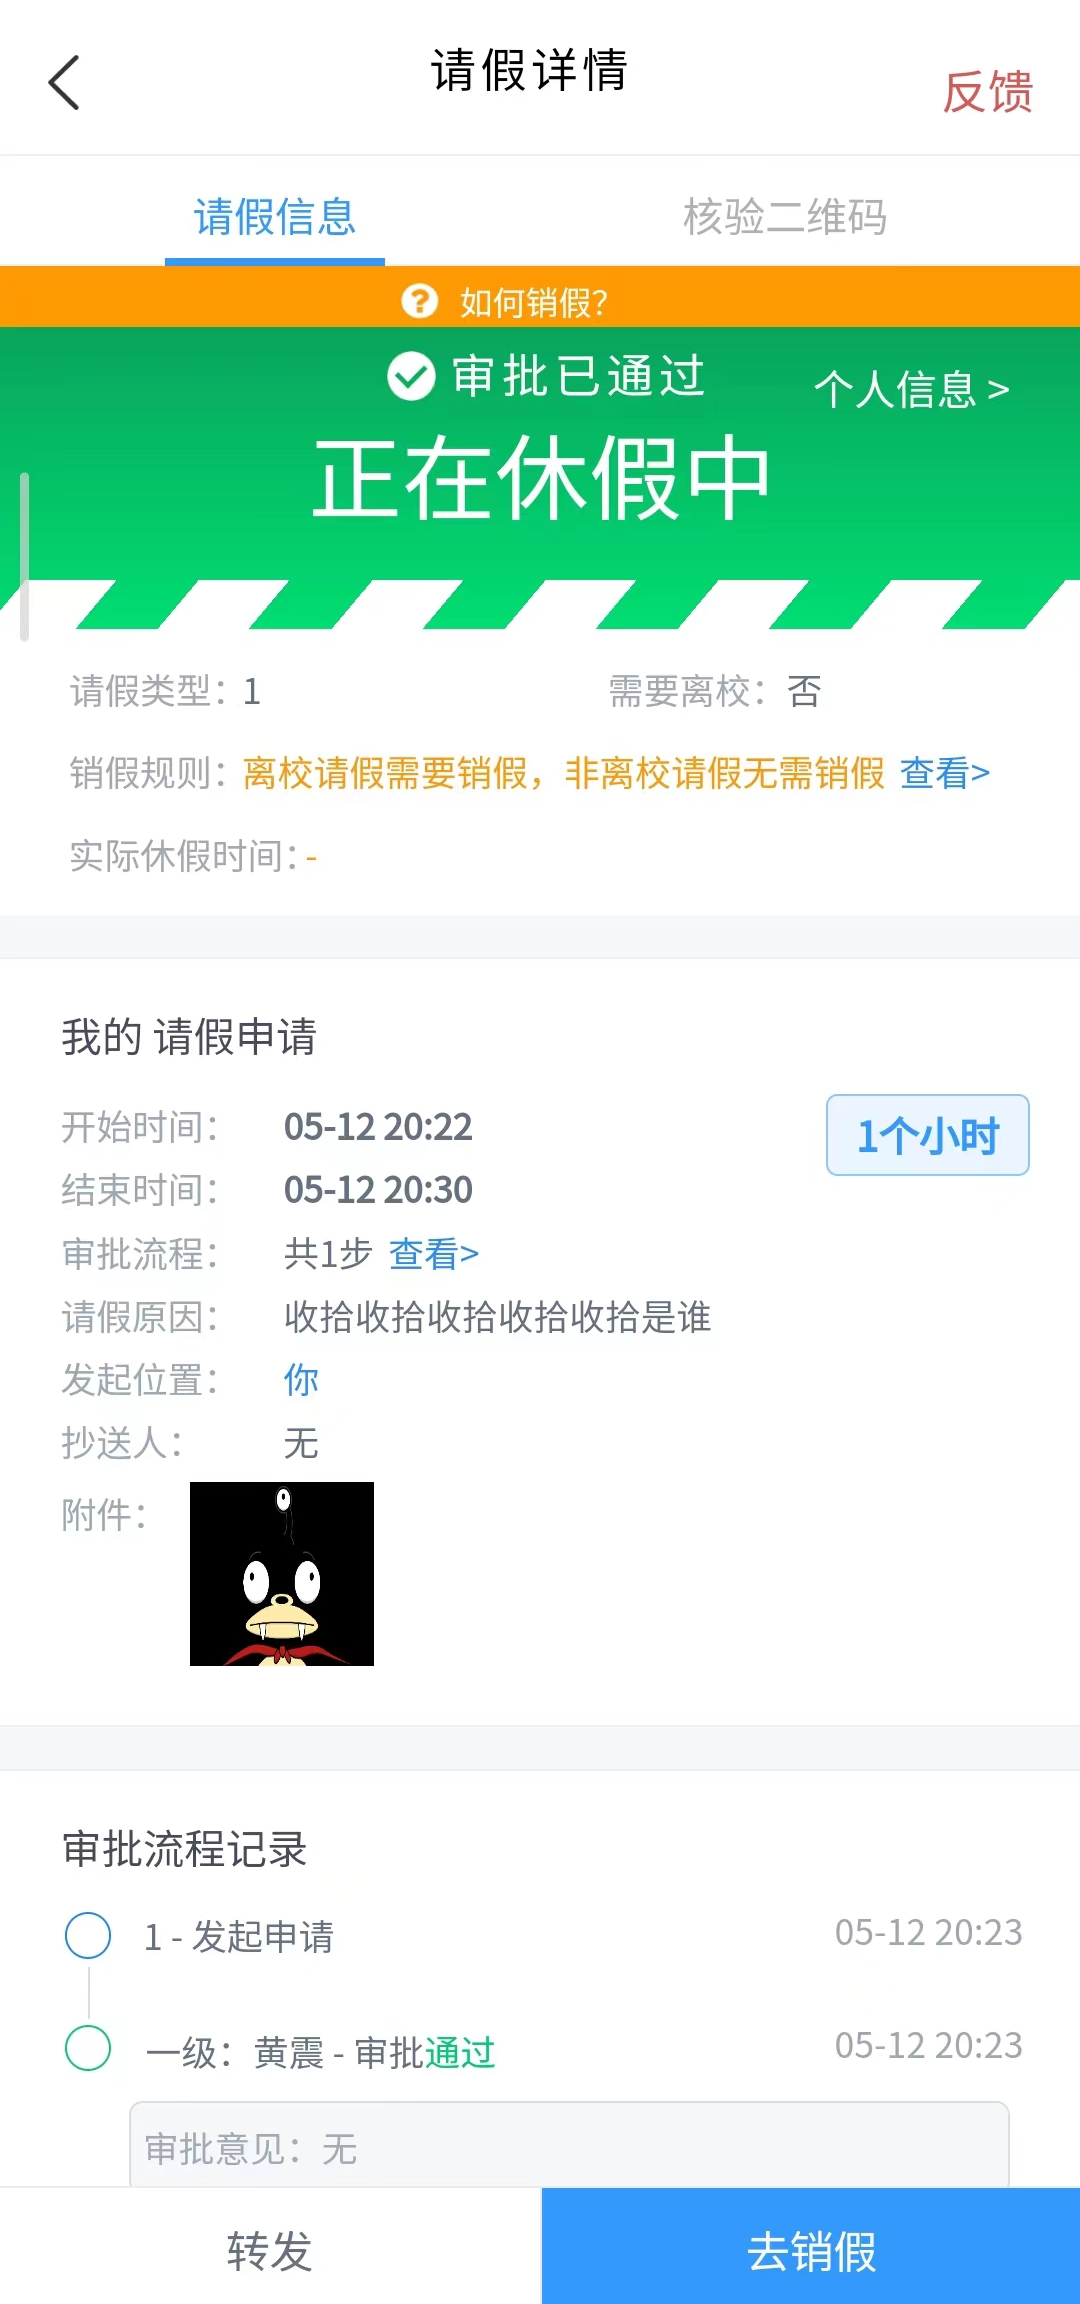 请假详情
反馈
请假信息
核验二维码
如何销假?
审批已通过
个人信息 >
正在休假中
请假类型：1
需要离校：否
销假规则：离校请假需要销假，非离校请假无需销假 查看>
实际休假时间：-
我的 请假申请
开始时间：05-12 20:22
1个小时
结束时间：05-12 20:30
审批流程：共1步 查看>
请假原因：收拾收拾收拾收拾收拾是谁
发起位置：你
抄送人：无
附件：
审批流程记录
1 - 发起申请 05-12 20:23
一级：黄震 - 审批通过 05-12 20:23
审批意见：无
转发
去销假